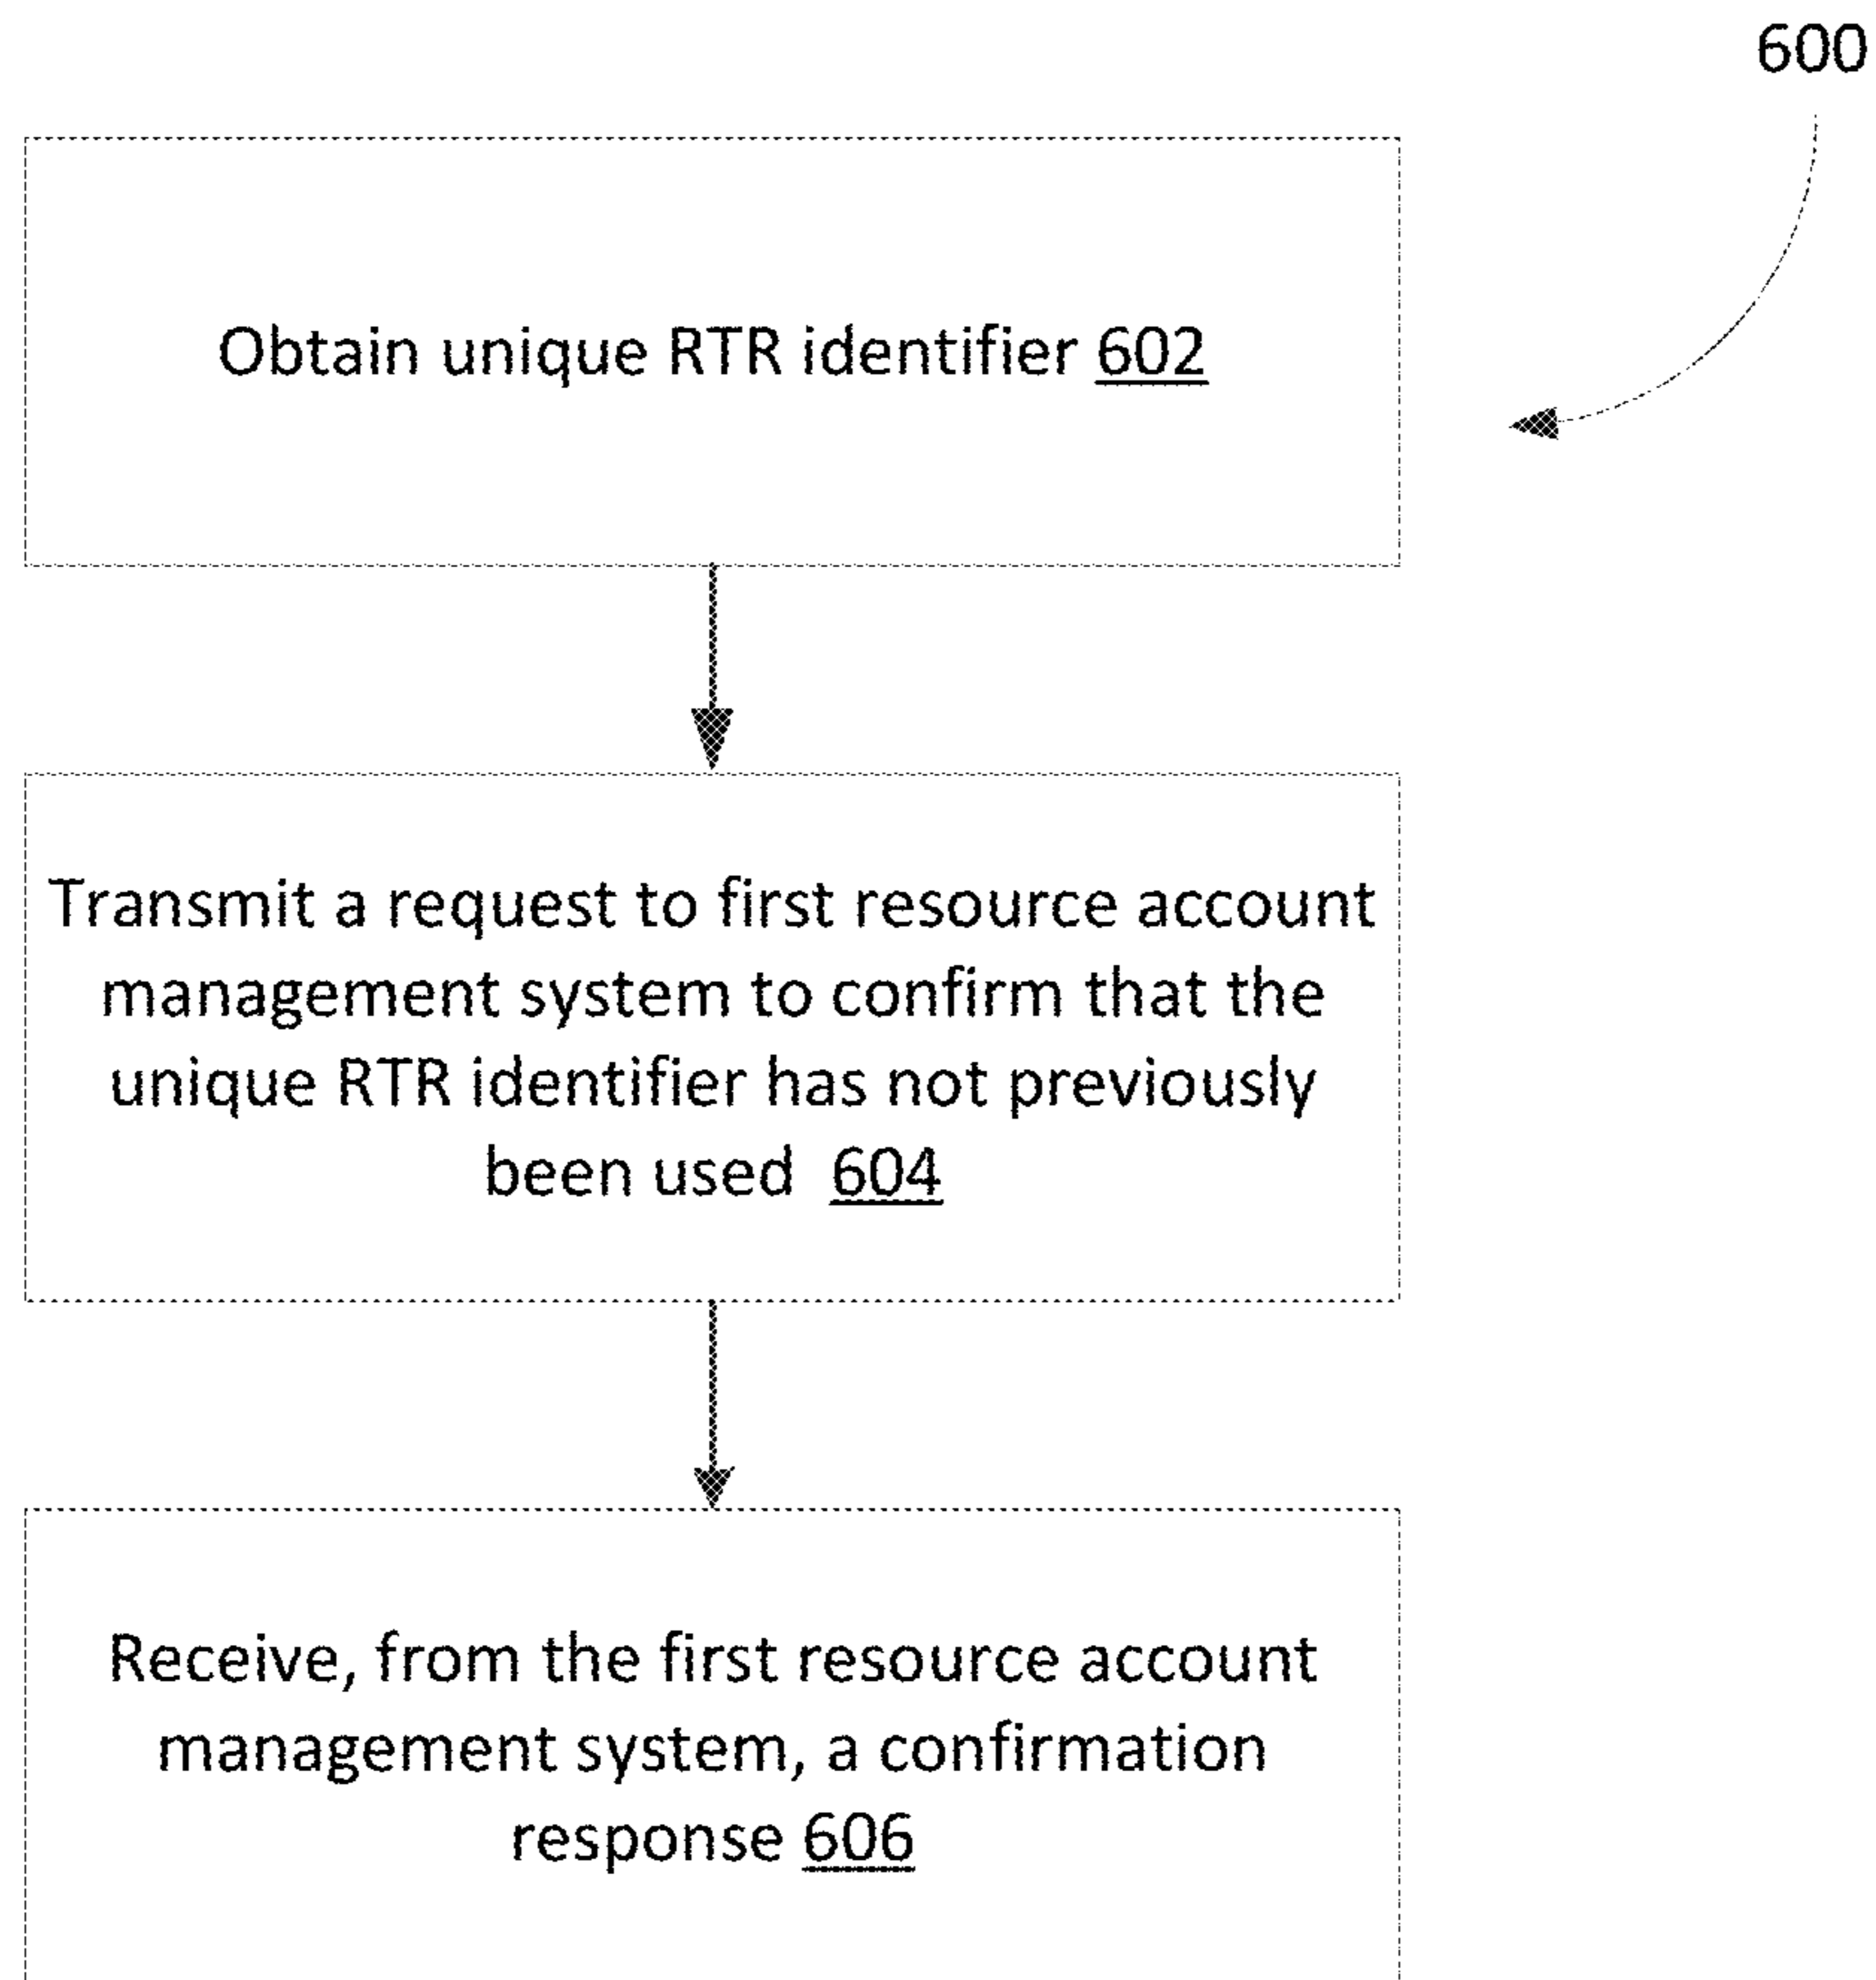 600
Obtain unique RTR identifier 602
Transmit a request to first resource account
management system to confirm that the
unique RTR identifier has not previously
been used 604
Receive, from the first resource account
management system, a confirmation
response 606